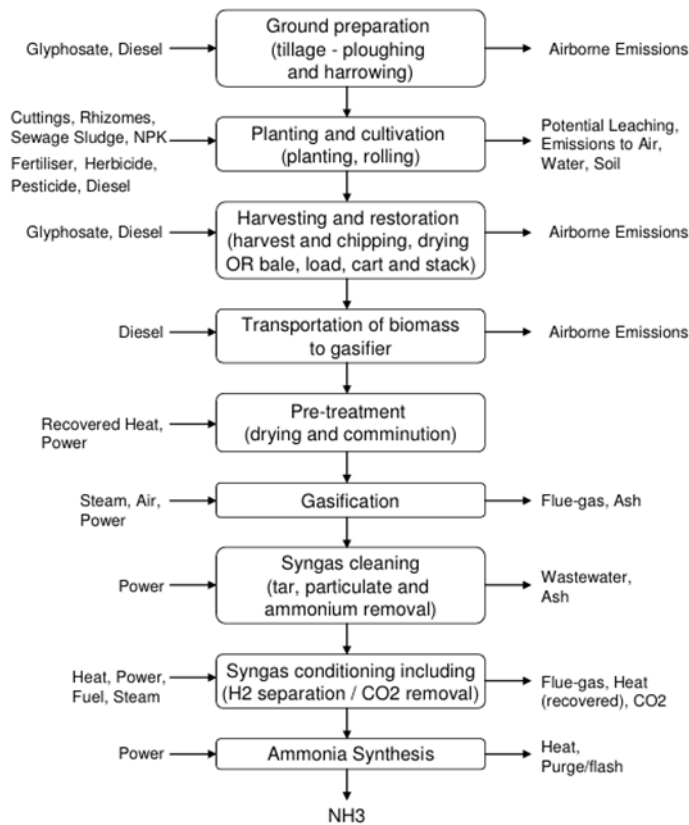 Ground preparation
(tillage - ploughing
and harrowing)
Glyphosate, Diesel
Airborne Emissions
Cuttings, Rhizomes,
Sewage Sludge, NPK
Fertiliser, Herbicide,
Pesticide, Diesel
Planting and cultivation
(planting, rolling)
Potential Leaching,
Emissions to Air,
Water, Soil
Glyphosate, Diesel
Harvesting and restoration
(harvest and chipping, drying
OR bale, load, cart and stack)
Airborne Emissions
Diesel
Transportation of biomass
to gasifier
Airborne Emissions
Recovered Heat,
Power
Pre-treatment
(drying and comminution)
Steam, Air,
Power
Gasification
Flue-gas, Ash
Power
Syngas cleaning
(tar, particulate and
ammonium removal)
Wastewater,
Ash
Heat, Power,
Fuel, Steam
Syngas conditioning including
(H2 separation / CO2 removal)
Flue-gas, Heat
(recovered), CO2
Power
Ammonia Synthesis
Heat,
Purge/flash
NH3